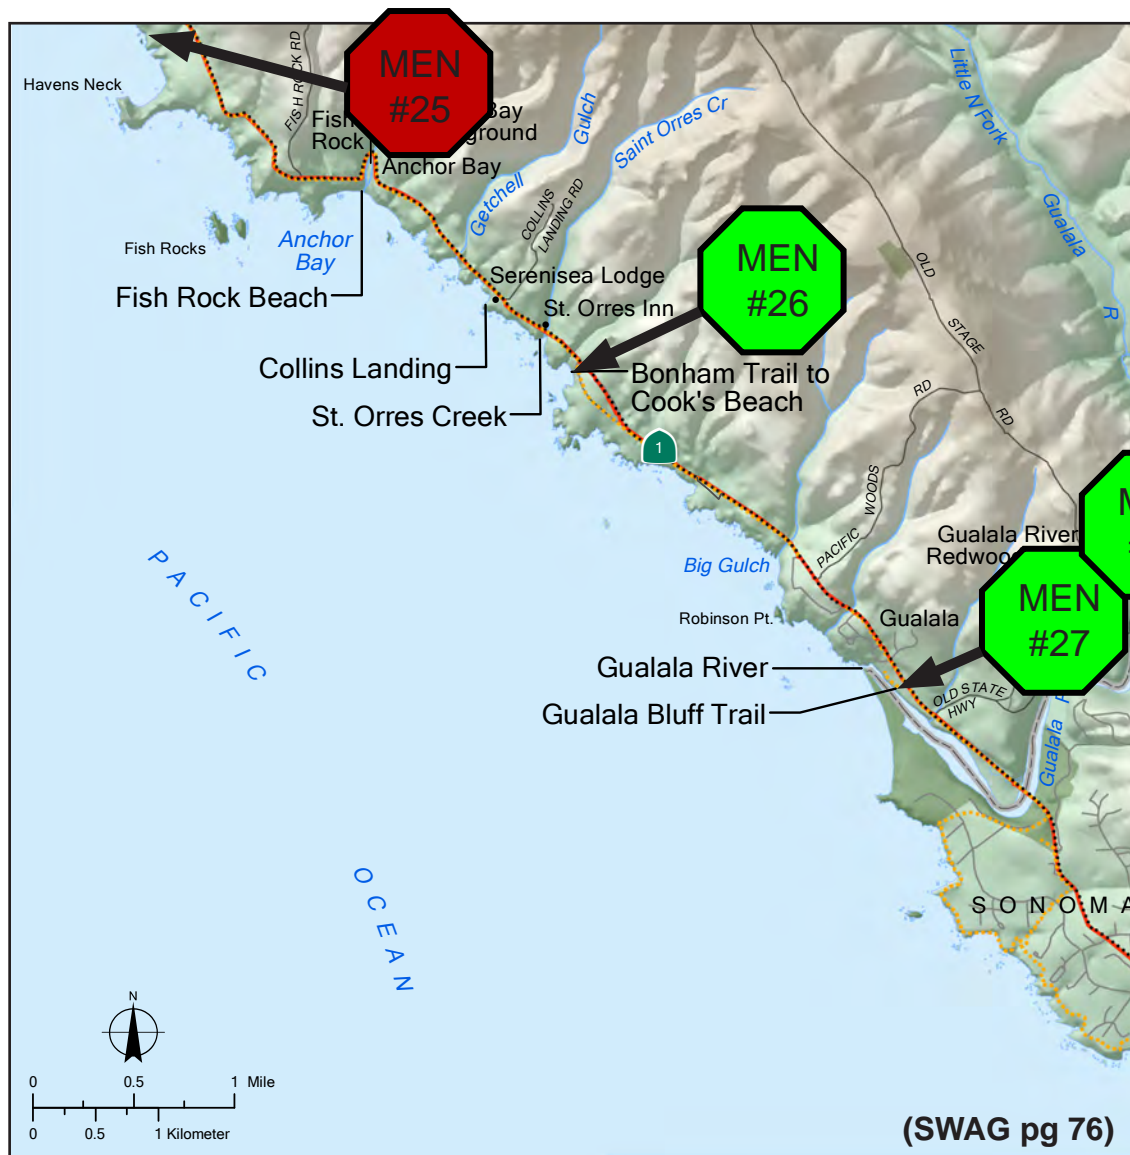 MEN
#25
Havens Neck
FISH ROCK RD
Fish
Rock
Bay
ground
Anchor Bay
Getchell
Gulch
Saint Orres Cr
Little N Fork
Gualala
R
COLLINS
LANDING RD
Fish Rocks
Anchor
Bay
Fish Rock Beach
MEN
#26
OLD
STAGE
RD
Serenisea Lodge
St. Orres Inn
Collins Landing
St. Orres Creek
Bonham Trail to
Cook's Beach
1
PACIFIC
WOODS
RD
Gualala River
Redwoo
M
MEN
#27
Big Gulch
Robinson Pt.
Gualala
Gualala River
Gualala Bluff Trail
OLD STATE
HWY
Gualala
PACIFIC
OCEAN
SONOMA
N
0 0.5 1 Mile
0 0.5 1 Kilometer
(SWAG pg 76)